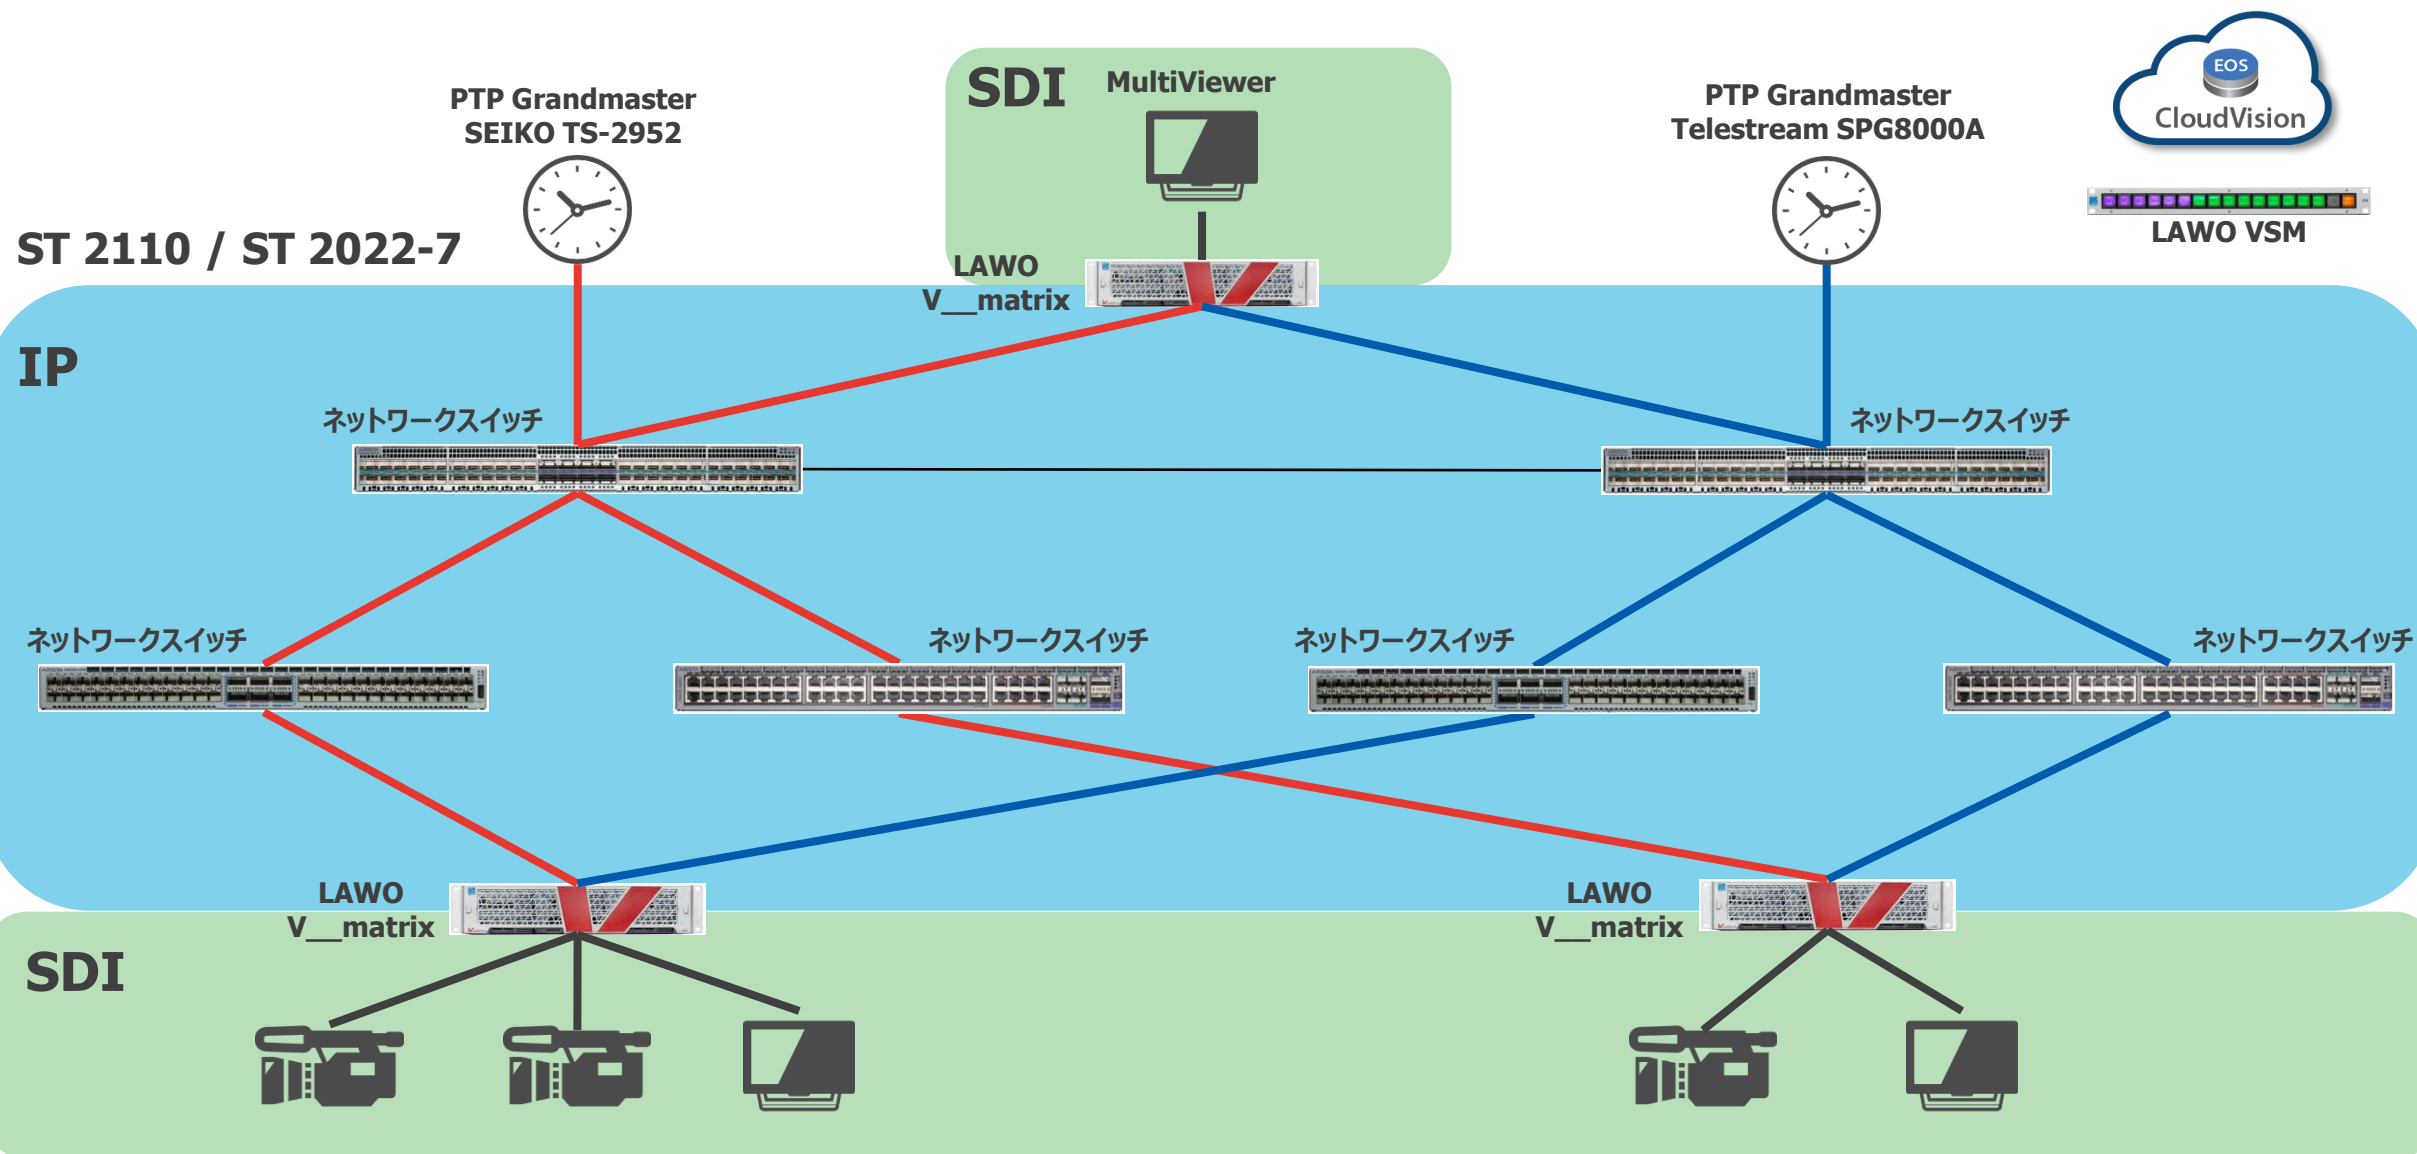 SDI
MultiViewer
PTP Grandmaster
SEIKO TS-2952
PTP Grandmaster
Telestream SPG8000A
EOS
CloudVision
LAWO VSM
ST 2110 / ST 2022-7
LAWO
V__matrix
IP
ネットワークスイッチ
ネットワークスイッチ
ネットワークスイッチ
ネットワークスイッチ
ネットワークスイッチ
ネットワークスイッチ
LAWO
V__matrix
LAWO
V__matrix
SDI